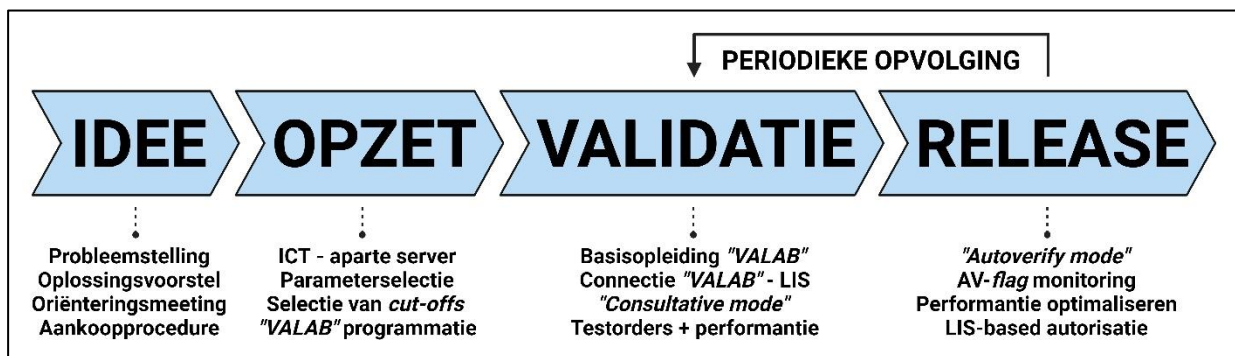 PERIODIEKE OPVOLGING
IDEE
OPZET
VALIDATIE
RELEASE
Probleemstelling
Oplossingsvoorstel
Oriënteringsmeeting
Aankoopprocedure
ICT - aparte server
Parameterselectie
Selectie van cut-offs
"VALAB" programmatie
Basisopleiding "VALAB"
Connectie "VALAB" - LIS
"Consultative mode"
Testorders + performantie
"Autoverify mode"
AV-flag monitoring
Performantie optimaliseren
LIS-based autorisatie